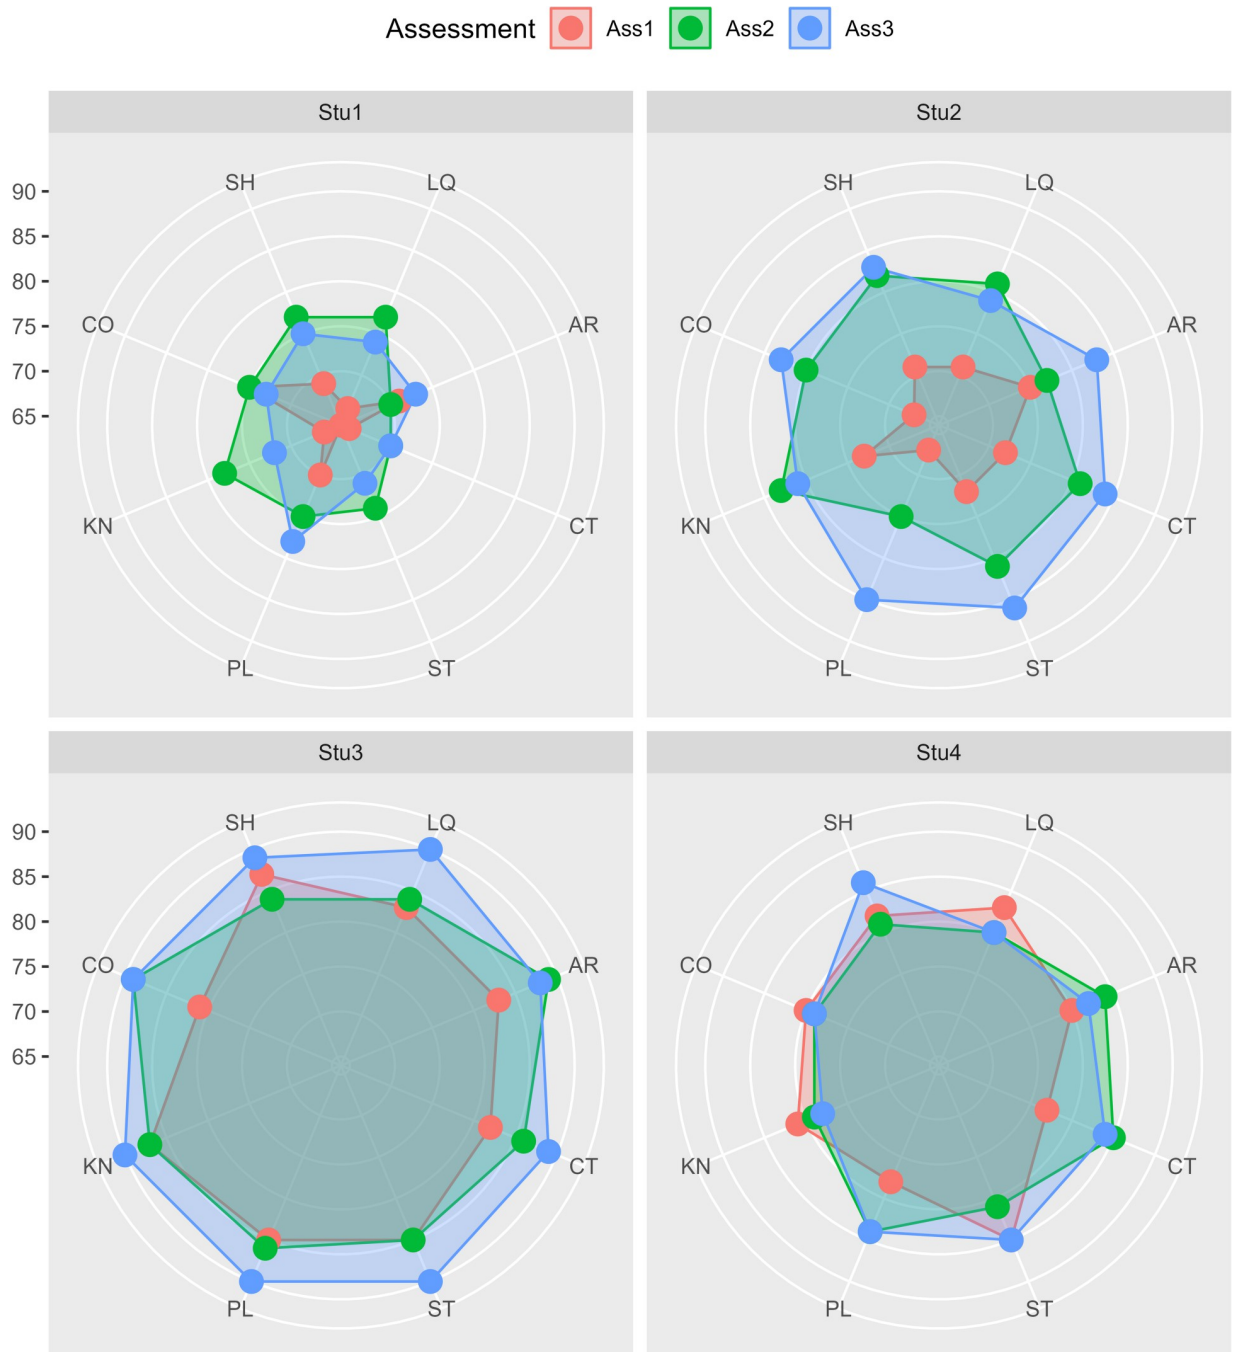 Assessment Ass1 Ass2 Ass3
Stu1 Stu2
SH LQ SH LQ
90
85
80
75
CO AR CO AR
70
65
KN CT KN CT
PL ST PL ST
Stu3 Stu4
SH LQ SH LQ
90
85
80
75
CO AR CO AR
70
65
KN CT KN CT
PL ST PL ST